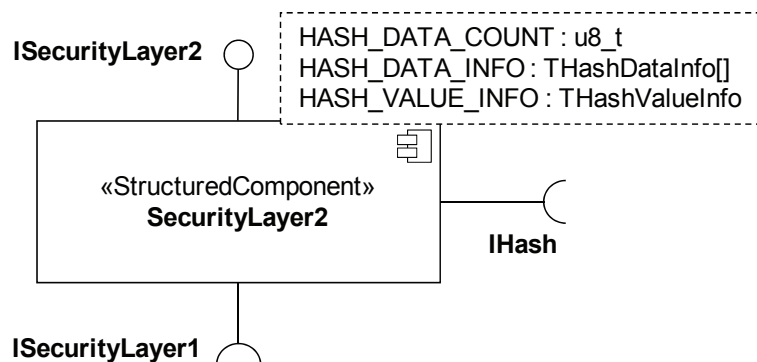 ISecurityLayer2
HASH_DATA_COUNT : u8_t
HASH_DATA_INFO : THashDataInfo[]
HASH_VALUE_INFO : THashValueInfo
«StructuredComponent»
SecurityLayer2
IHash
ISecurityLayer1